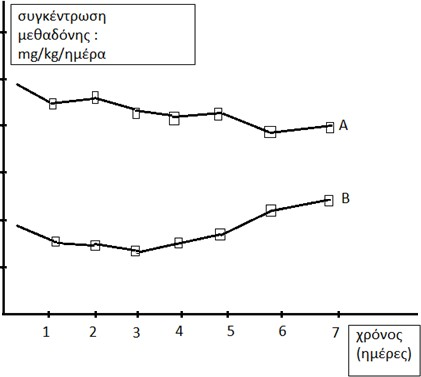 συγκέντρωση
μεθαδόνης :
mg/kg/ημέρα
A
B
1 2 3 4 5 6 7
χρόνος
(ημέρες)